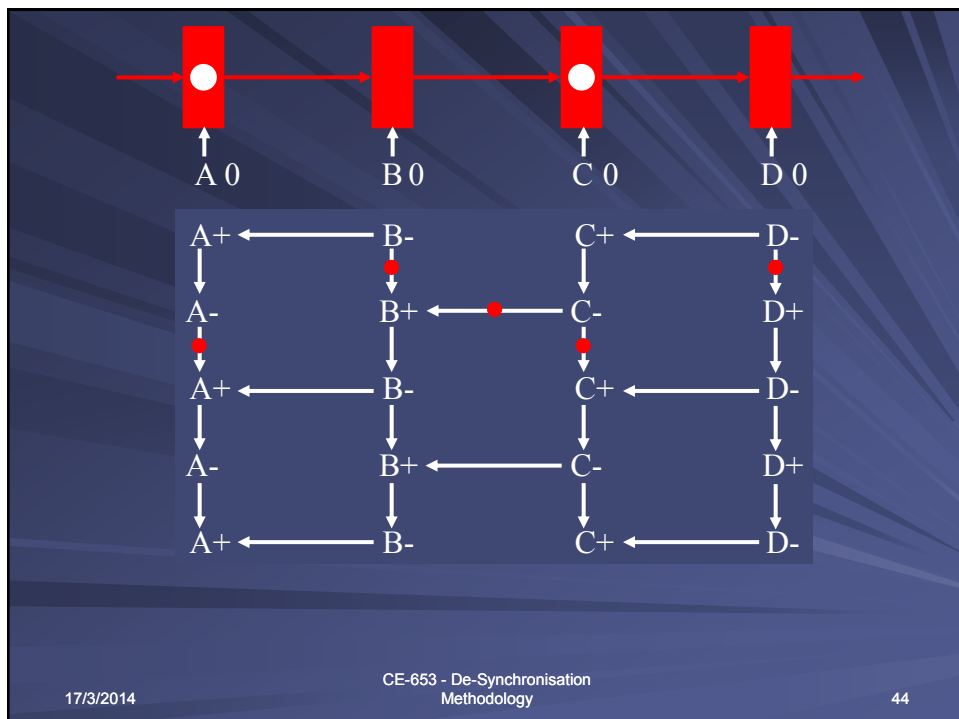 A 0 B 0 C 0 D 0
A+ B- C+ D-
A- B+ C- D+
A+ B- C+ D-
A- B+ C- D+
A+ B- C+ D-
17/3/2014
CE-653 - De-Synchronisation
Methodology
44